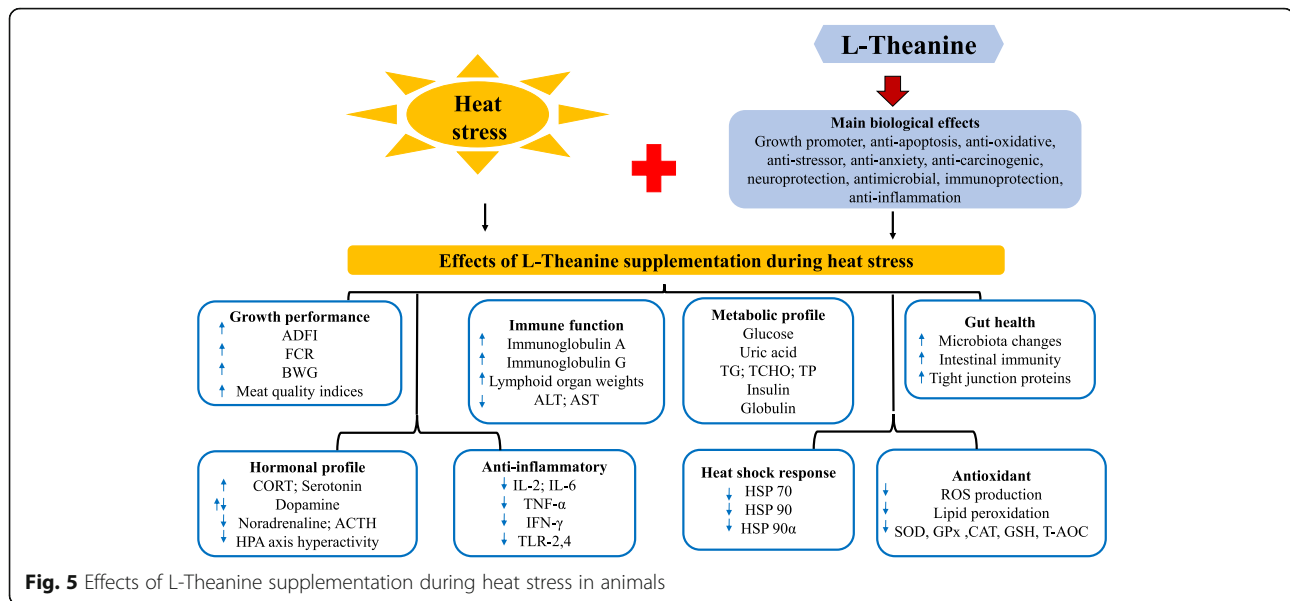 L-Theanine
Heat
stress
Main biological effects
Growth promoter, anti-apoptosis, anti-oxidative,
anti-stressor, anti-anxiety, anti-carcinogenic,
neuroprotection, antimicrobial, immunoprotection,
anti-inflammation
Effects of L-Theanine supplementation during heat stress
Growth performance
↑ ADFI
↑ FCR
↑ BWG
↑ Meat quality indices
Immune function
↑ Immunoglobulin A
↑ Immunoglobulin G
↑ Lymphoid organ weights
↓ ALT; AST
Metabolic profile
Glucose
Uric acid
TG; TCHO; TP
Insulin
Globulin
Gut health
↑ Microbiota changes
↑ Intestinal immunity
↑ Tight junction proteins
Hormonal profile
↑ CORT; Serotonin
↑↓ Dopamine
↓ Noradrenaline; ACTH
↓ HPA axis hyperactivity
Anti-inflammatory
↓ IL-2; IL-6
↓ TNF-α
↓ IFN-γ
↓ TLR-2,4
Heat shock response
↓ HSP 70
↓ HSP 90
↓ HSP 90α
Antioxidant
↓ ROS production
↓ Lipid peroxidation
↓ SOD, GPx ,CAT, GSH, T-AOC
Fig. 5 Effects of L-Theanine supplementation during heat stress in animals